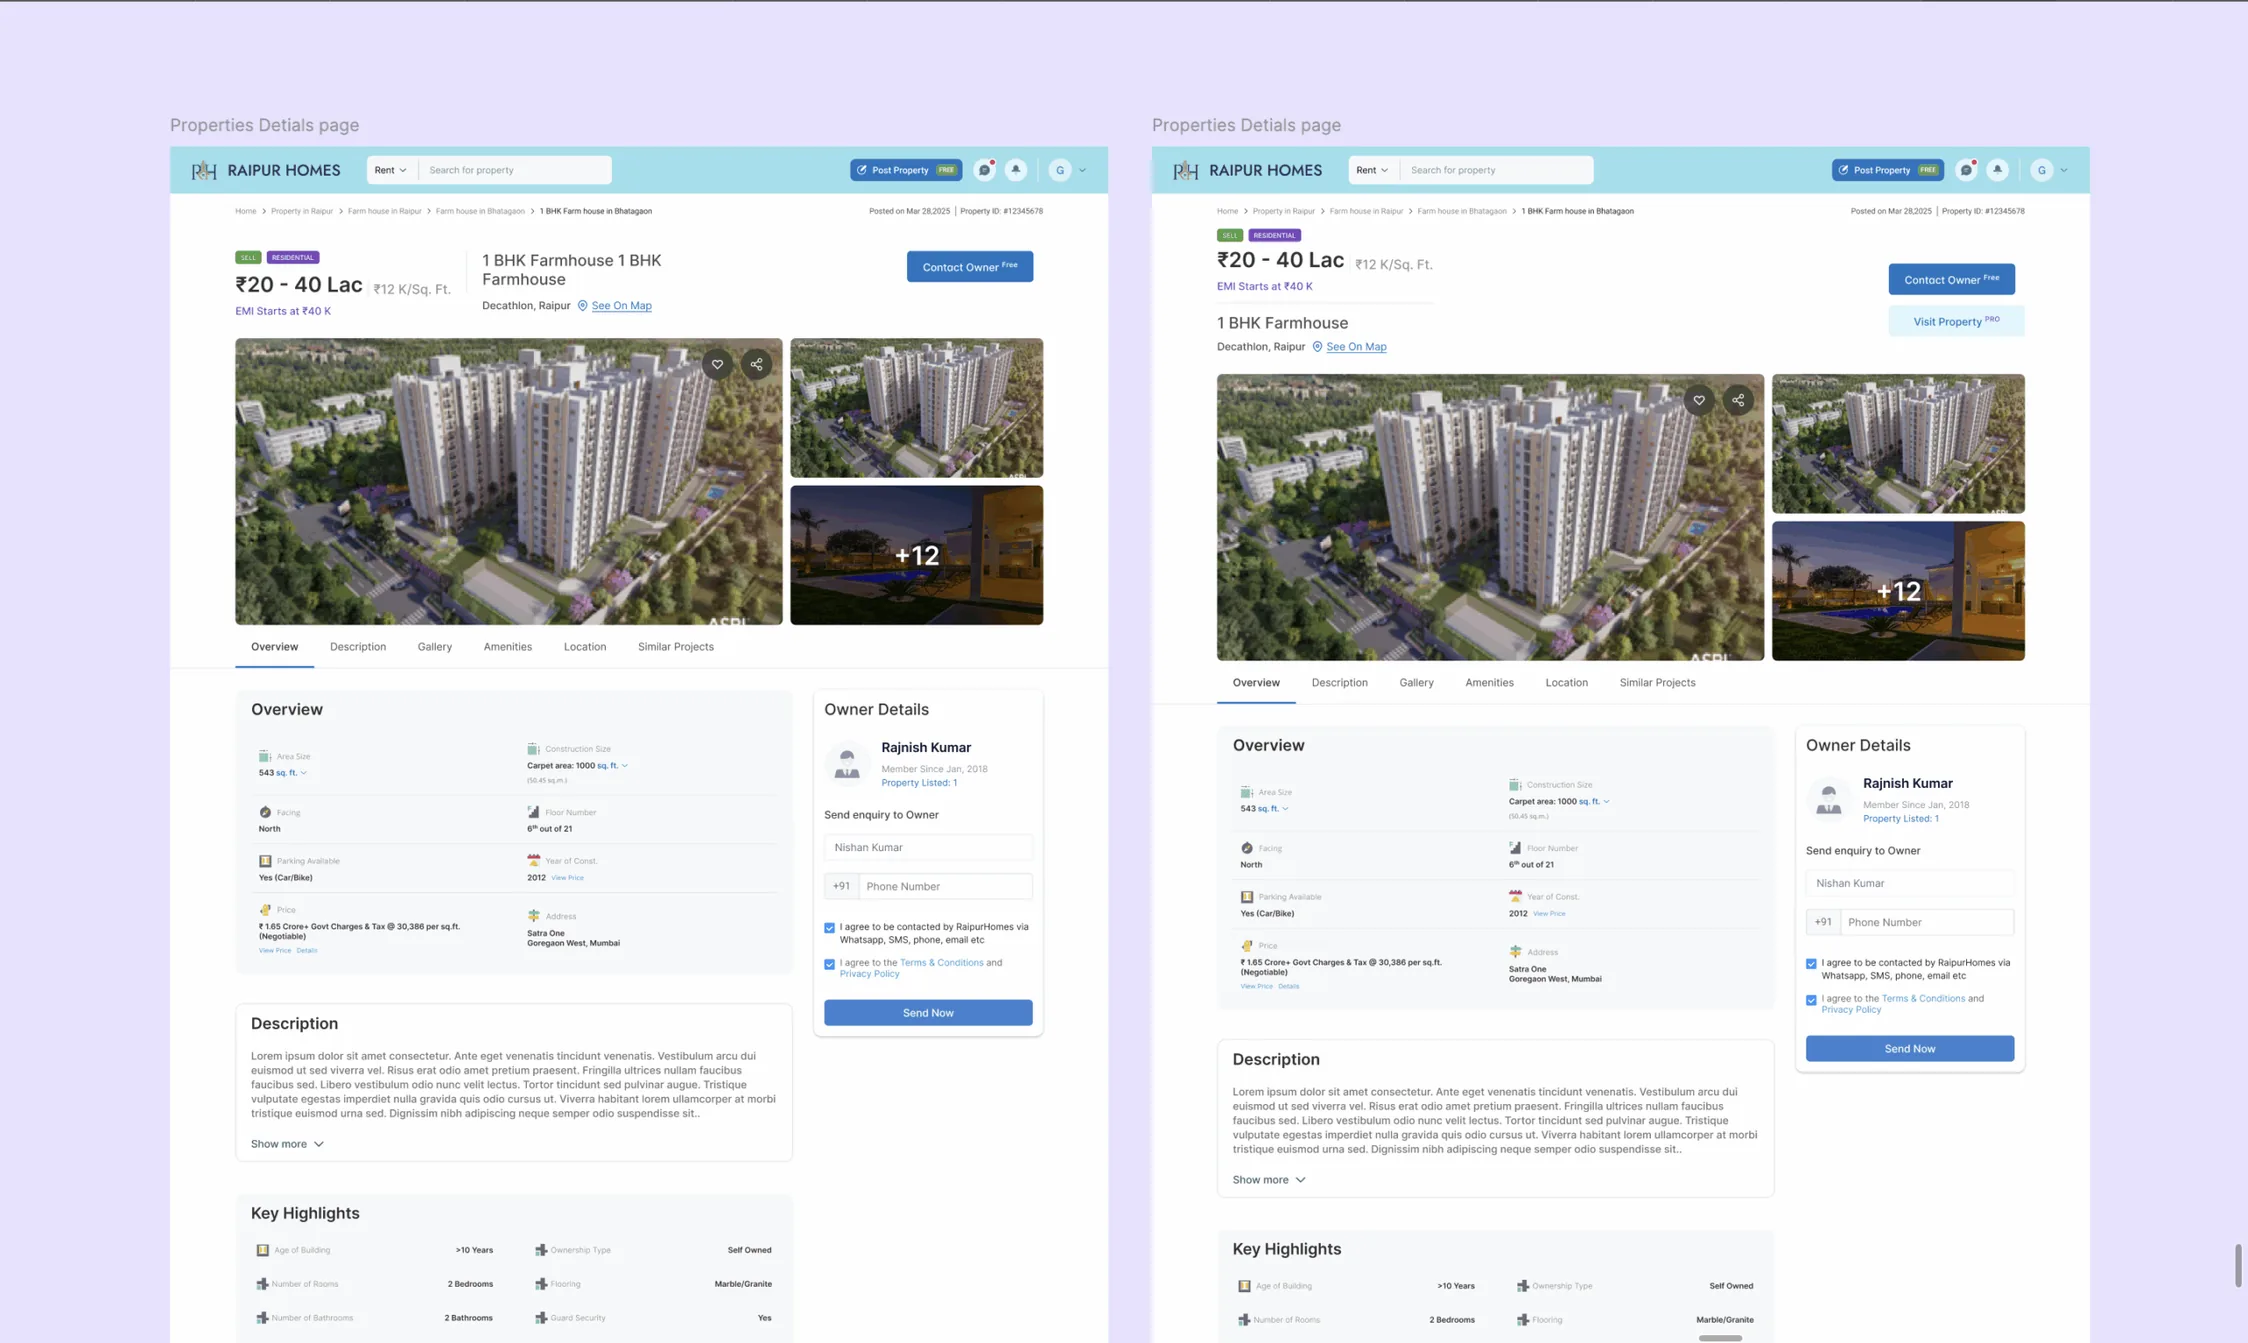 Properties Detials page
RAIPUR HOMES
Rent
Search for property
Post Property FREE
G
Home > Property in Raipur > Farm house in Raipur > Farm house in Bhatagaon > 1 BHK Farm house in Bhatagaon
Posted on Mar 28,2025 | Property ID: #12345678
SELL RESIDENTIAL
₹20 - 40 Lac ₹12 K/Sq. Ft.
EMI Starts at ₹40 K
1 BHK Farmhouse 1 BHK
Farmhouse
Decathlon, Raipur See On Map
Contact Owner Free
ASBL
+12
Overview Description Gallery Amenities Location Similar Projects
Overview
Area Size
543 sq. ft.
Construction Size
Carpet area: 1000 sq. ft.
(50.45 sq.m.)
Facing
North
Floor Number
6th out of 21
Parking Available
Yes (Car/Bike)
Year of Const.
2012 View Price
Price
₹ 1.65 Crore+ Govt Charges & Tax @ 30,386 per sq.ft.
(Negotiable)
View Price Details
Address
Satra One
Goregaon West, Mumbai
Owner Details
Rajnish Kumar
Member Since Jan, 2018
Property Listed: 1
Send enquiry to Owner
Nishan Kumar
+91 Phone Number
I agree to be contacted by RaipurHomes via
Whatsapp, SMS, phone, email etc
I agree to the Terms & Conditions and
Privacy Policy
Send Now
Description
Lorem ipsum dolor sit amet consectetur. Ante eget venenatis tincidunt venenatis. Vestibulum arcu dui
euismod ut sed viverra vel. Risus erat odio amet pretium praesent. Fringilla ultrices nullam faucibus
faucibus sed. Libero vestibulum odio nunc velit lectus. Tortor tincidunt sed pulvinar augue. Tristique
vulputate egestas imperdiet nulla gravida quis odio cursus ut. Viverra habitant lorem ullamcorper at morbi
tristique euismod urna sed. Dignissim nibh adipiscing neque semper odio suspendisse sit..
Show more
Key Highlights
Age of Building >10 Years
Ownership Type Self Owned
Number of Rooms 2 Bedrooms
Flooring Marble/Granite
Number of Bathrooms 2 Bathrooms
Guard Security Yes
Properties Detials page
RAIPUR HOMES
Rent
Search for property
Post Property FREE
G
Home > Property in Raipur > Farm house in Raipur > Farm house in Bhatagaon > 1 BHK Farm house in Bhatagaon
Posted on Mar 28,2025 | Property ID: #12345678
SELL RESIDENTIAL
₹20 - 40 Lac ₹12 K/Sq. Ft.
EMI Starts at ₹40 K
1 BHK Farmhouse
Decathlon, Raipur See On Map
Contact Owner Free
Visit Property PRO
ASBL
+12
Overview Description Gallery Amenities Location Similar Projects
Overview
Area Size
543 sq. ft.
Construction Size
Carpet area: 1000 sq. ft.
(50.45 sq.m.)
Facing
North
Floor Number
6th out of 21
Parking Available
Yes (Car/Bike)
Year of Const.
2012 View Price
Price
₹ 1.65 Crore+ Govt Charges & Tax @ 30,386 per sq.ft.
(Negotiable)
View Price Details
Address
Satra One
Goregaon West, Mumbai
Owner Details
Rajnish Kumar
Member Since Jan, 2018
Property Listed: 1
Send enquiry to Owner
Nishan Kumar
+91 Phone Number
I agree to be contacted by RaipurHomes via
Whatsapp, SMS, phone, email etc
I agree to the Terms & Conditions and
Privacy Policy
Send Now
Description
Lorem ipsum dolor sit amet consectetur. Ante eget venenatis tincidunt venenatis. Vestibulum arcu dui
euismod ut sed viverra vel. Risus erat odio amet pretium praesent. Fringilla ultrices nullam faucibus
faucibus sed. Libero vestibulum odio nunc velit lectus. Tortor tincidunt sed pulvinar augue. Tristique
vulputate egestas imperdiet nulla gravida quis odio cursus ut. Viverra habitant lorem ullamcorper at morbi
tristique euismod urna sed. Dignissim nibh adipiscing neque semper odio suspendisse sit..
Show more
Key Highlights
Age of Building >10 Years
Ownership Type Self Owned
Number of Rooms 2 Bedrooms
Flooring Marble/Granite